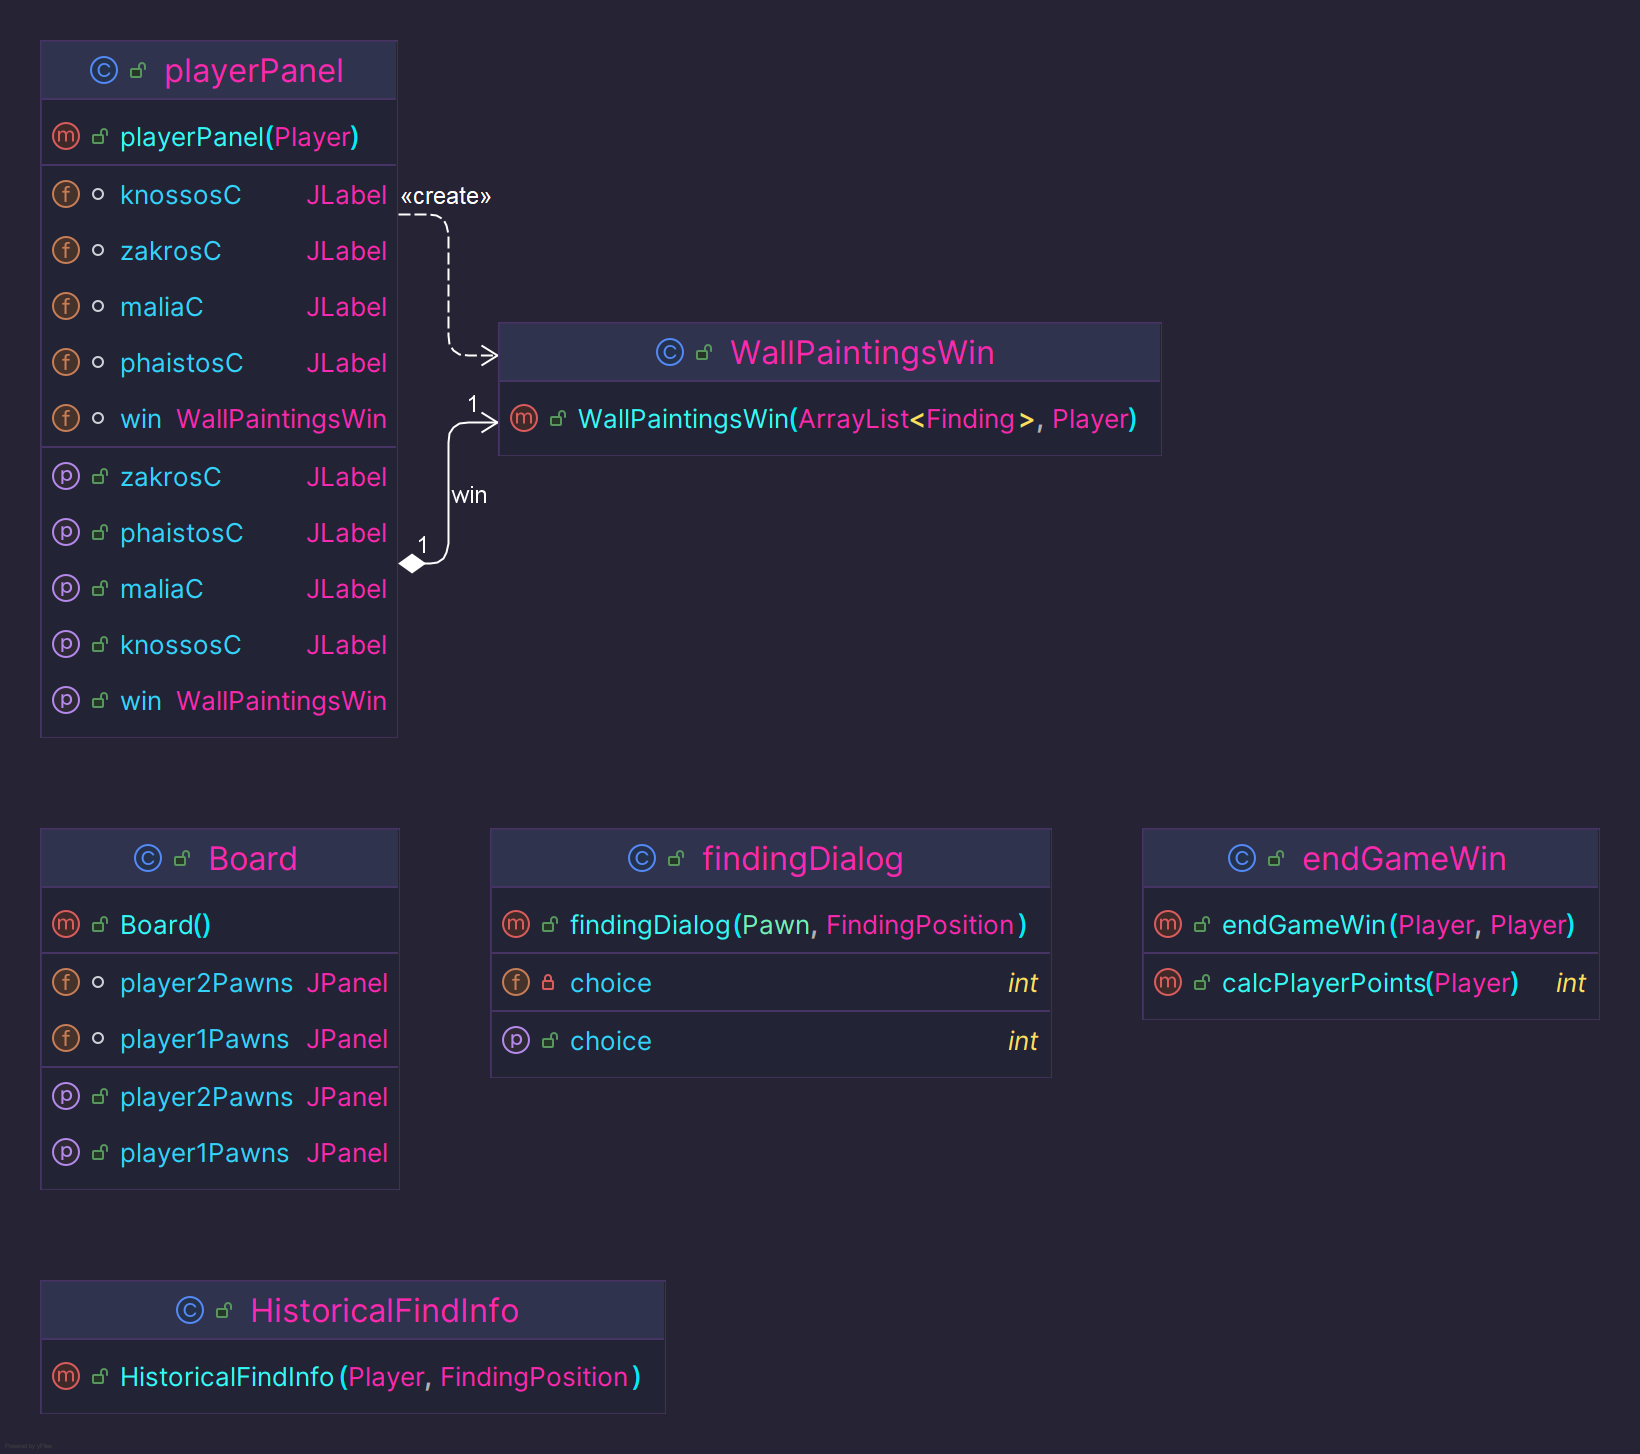 playerPanel
playerPanel(Player)
knossosC JLabel
zakrosC JLabel
maliaC JLabel
phaistosC JLabel
win WallPaintingsWin
zakrosC JLabel
phaistosC JLabel
maliaC JLabel
knossosC JLabel
win WallPaintingsWin
«create»
1
win
1
WallPaintingsWin
WallPaintingsWin(ArrayList<Finding>, Player)
Board
Board()
player2Pawns JPanel
player1Pawns JPanel
player2Pawns JPanel
player1Pawns JPanel
findingDialog
findingDialog(Pawn, FindingPosition)
choice int
choice int
endGameWin
endGameWin(Player, Player)
calcPlayerPoints(Player) int
HistoricalFindInfo
HistoricalFindInfo(Player, FindingPosition)